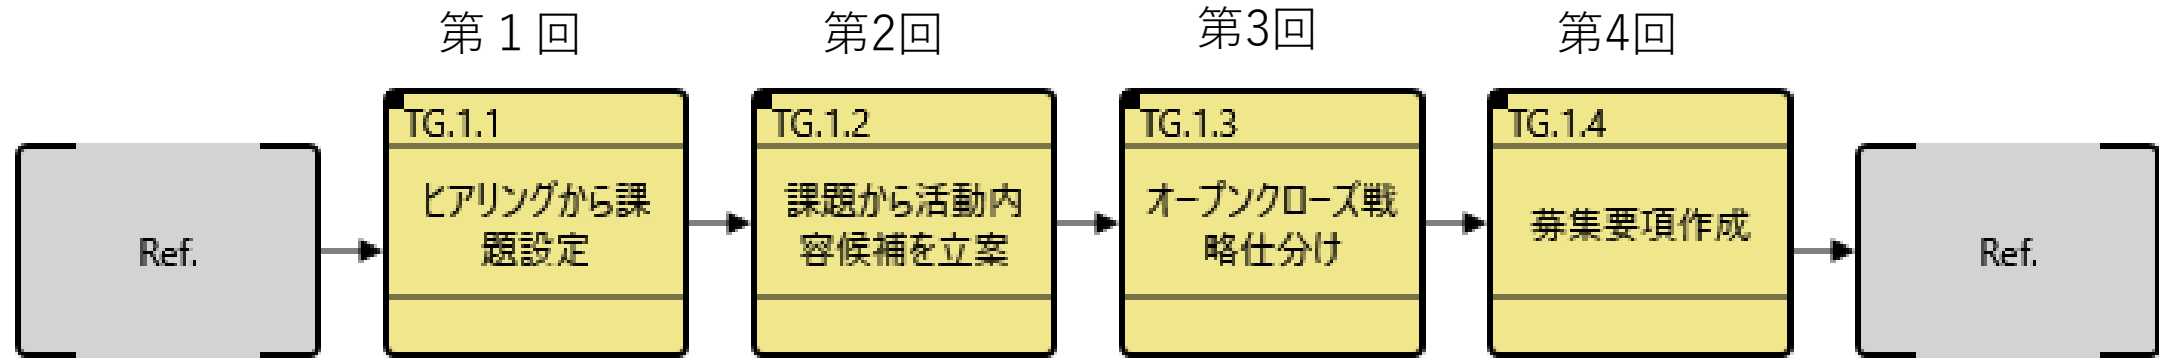 第１回
第2回
第3回
第4回
Ref.
TG.1.1
ヒアリングから課
題設定
TG.1.2
課題から活動内
容候補を立案
TG.1.3
オープンクローズ戦
略仕分け
TG.1.4
募集要項作成
Ref.